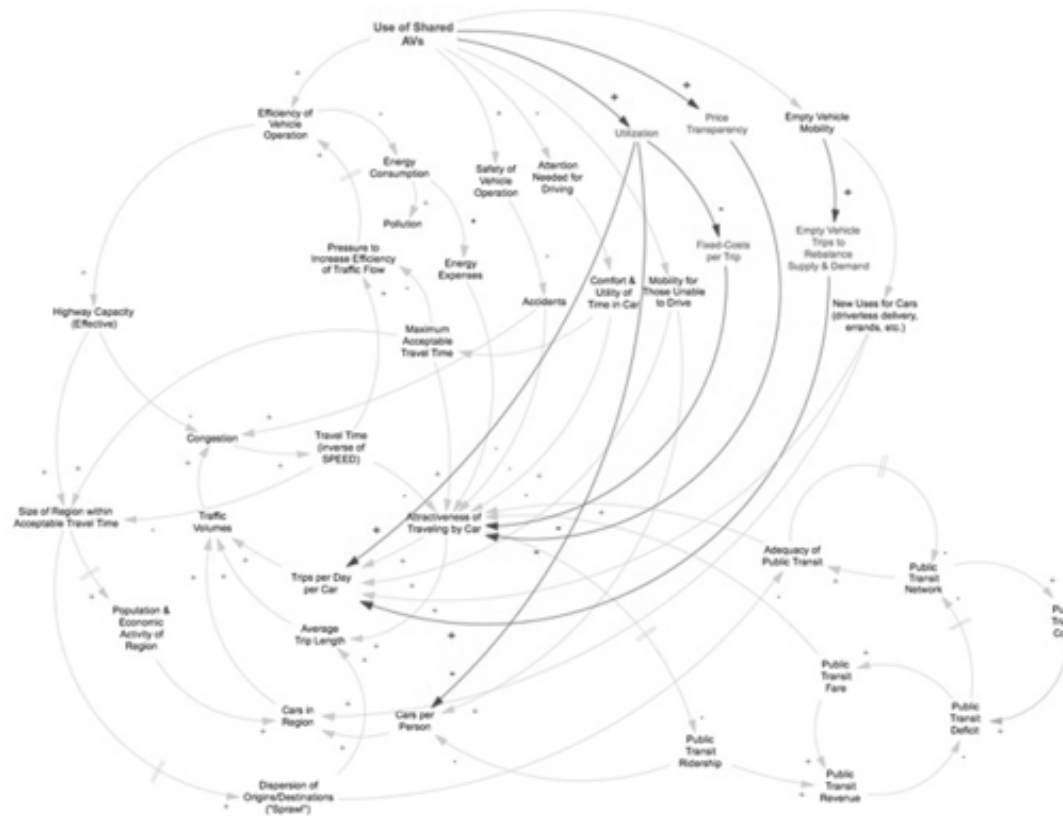 Use of Shared
AVs
Efficiency of
Vehicle
Operation
Energy
Consumption
Pollution
Safety of
Vehicle
Operation
Attention
Needed for
Driving
Utilization
Price
Transparency
Empty Vehicle
Mobility
Pressure to
Increase Efficiency
of Traffic Flow
Energy
Expenses
Fixed-Costs
per Trip
Empty Vehicle
Trips to
Rebalance
Supply & Demand
Highway Capacity
(Effective)
Maximum
Acceptable
Travel Time
Accidents
Comfort &
Utility of
Time in Car
Mobility for
Those Unable
to Drive
New Uses for Cars
(driverless delivery,
errands, etc.)
Congestion
Travel Time
(inverse of
SPEED)
Size of Region within
Acceptable Travel Time
Traffic
Volumes
Attractiveness of
Traveling by Car
Adequacy of
Public Transit
Public
Transit
Network
Trips per Day
per Car
Population &
Economic
Activity of
Region
Average
Trip Length
Public
Transit
Fare
Cars in
Region
Cars per
Person
Public
Transit
Ridership
Public
Transit
Deficit
Dispersion of
Origins/Destinations
("Sprawl")
Public
Transit
Revenue